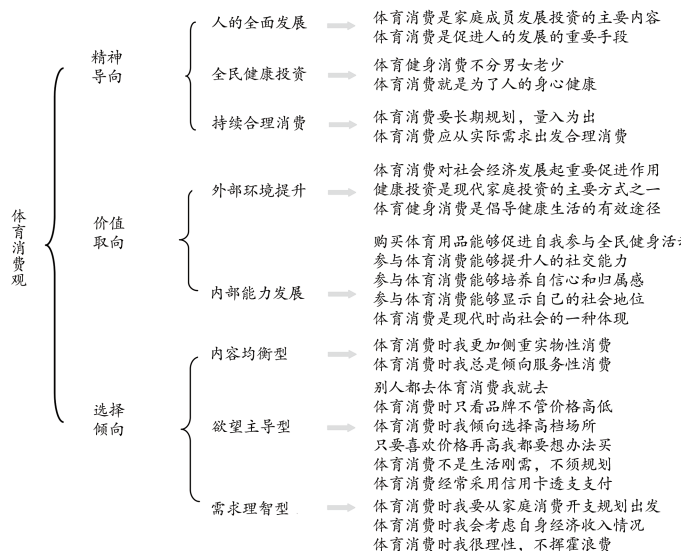 体育消费观
精神
导向
人的全面发展
体育消费是家庭成员发展投资的主要内容
体育消费是促进人的发展的重要手段
全民健康投资
体育健身消费不分男女老少
体育消费就是为了人的身心健康
持续合理消费
体育消费要长期规划，量入为出
体育消费应从实际需求出发合理消费
价值
取向
外部环境提升
体育消费对社会经济发展起重要促进作用
健康投资是现代家庭投资的主要方式之一
体育健身消费是倡导健康生活的有效途径
内部能力发展
购买体育用品能够促进自我参与全民健身活
参与体育消费能够提升人的社交能力
参与体育消费能够培养自信心和归属感
参与体育消费能够显示自己的社会地位
体育消费是现代时尚社会的一种体现
选择
倾向
内容均衡型
体育消费时我更加侧重实物性消费
体育消费时我总是倾向服务性消费
欲望主导型
别人都去体育消费我就去
体育消费时只看品牌不管价格高低
体育消费时我倾向选择高档场所
只要喜欢价格再高我都要想办法买
体育消费不是生活刚需，不须规划
体育消费经常采用信用卡透支支付
需求理智型
体育消费时我要从家庭消费开支规划出发
体育消费时我会考虑自身经济收入情况
体育消费时我很理性，不挥霍浪费